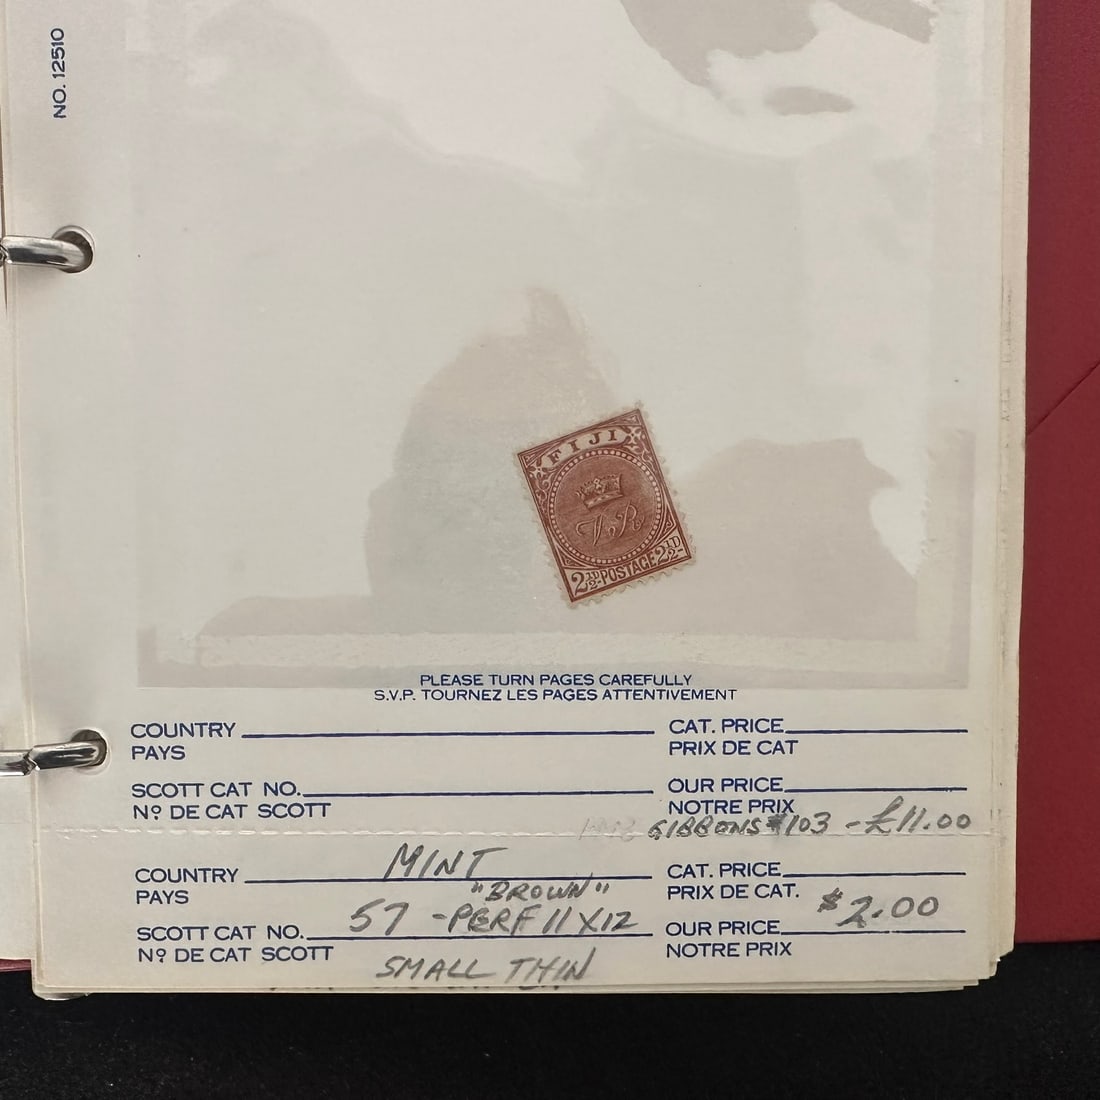 NO. 12510
FIJI
V R
2½D POSTAGE 2½D
PLEASE TURN PAGES CAREFULLY
S.V.P. TOURNEZ LES PAGES ATTENTIVEMENT
COUNTRY
PAYS
CAT. PRICE
PRIX DE CAT
SCOTT CAT NO.
Nº DE CAT SCOTT
OUR PRICE
NOTRE PRIX
GIBBONS #103 - £11.00
COUNTRY MINT
PAYS
"BROWN"
CAT. PRICE
PRIX DE CAT.
SCOTT CAT NO. 57 - PERF 11 X 12
Nº DE CAT SCOTT
SMALL THIN
OUR PRICE $2.00
NOTRE PRIX